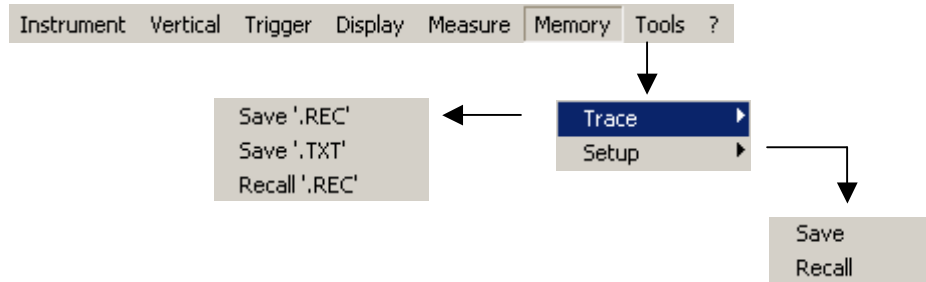 Instrument Vertical Trigger Display Measure Memory Tools ?
Trace
Setup
Save '.REC'
Save '.TXT'
Recall '.REC'
Save
Recall